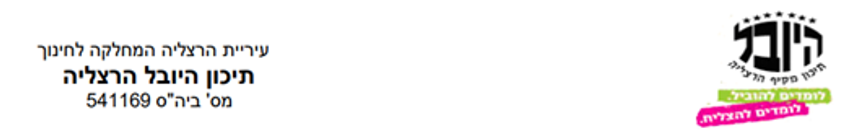 עיריית הרצליה המחלקה לחינוך
תיכון היובל הרצליה
מס' ביה"ס 541169
היובל
תיכון מקיף הרצליה
לומדים להוביל.
לומדים להצליח.